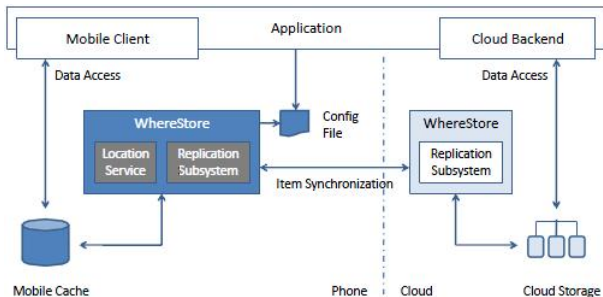 Application
Mobile Client
Cloud Backend
Data Access
Data Access
WhereStore
Config
File
WhereStore
Location
Service
Replication
Subsystem
Replication
Subsystem
Item Synchronization
Mobile Cache
Phone
Cloud
Cloud Storage